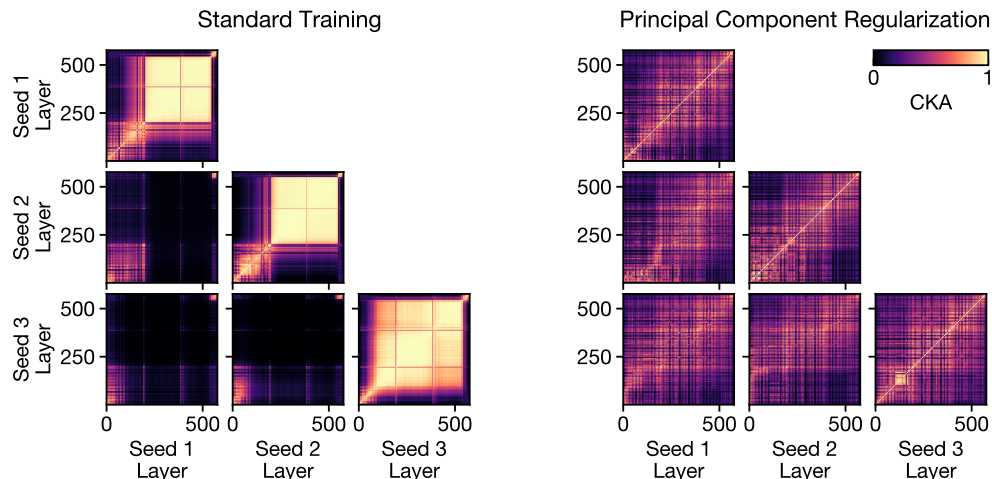 Standard Training
Principal Component Regularization
Seed 1
Layer
500
250
500
250
0 1
CKA
Seed 2
Layer
500
250
500
250
Seed 3
Layer
500
250
500
250
0 500 0 500 0 500
0 500 0 500 0 500
Seed 1 Seed 2 Seed 3
Layer Layer Layer
Seed 1 Seed 2 Seed 3
Layer Layer Layer